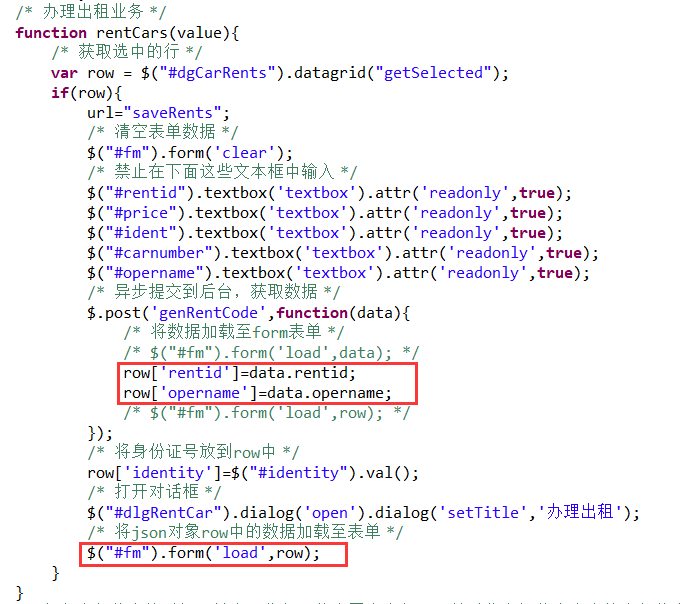 /* 办理出租业务 */
function rentCars(value){
/* 获取选中的行 */
var row = $("#dgCarRents").datagrid("getSelected");
if(row){
url="saveRents";
/* 清空表单数据 */
$("#fm").form('clear');
/* 禁止在下面这些文本框中输入 */
$("#rentid").textbox('textbox').attr('readonly',true);
$("#price").textbox('textbox').attr('readonly',true);
$("#ident").textbox('textbox').attr('readonly',true);
$("#carnumber").textbox('textbox').attr('readonly',true);
$("#opername").textbox('textbox').attr('readonly',true);
/* 异步提交到后台，获取数据 */
$.post('genRentCode',function(data){
/* 将数据加载至form表单 */
/* $("#fm").form('load',data); */
row['rentid']=data.rentid;
row['opername']=data.opername;
/* $("#fm").form('load',row); */
});
/* 将身份证号放到row中 */
row['identity']=$("#identity").val();
/* 打开对话框 */
$("#dlgRentCar").dialog('open').dialog('setTitle','办理出租');
/* 将json对象row中的数据加载至表单 */
$("#fm").form('load',row);
}
}